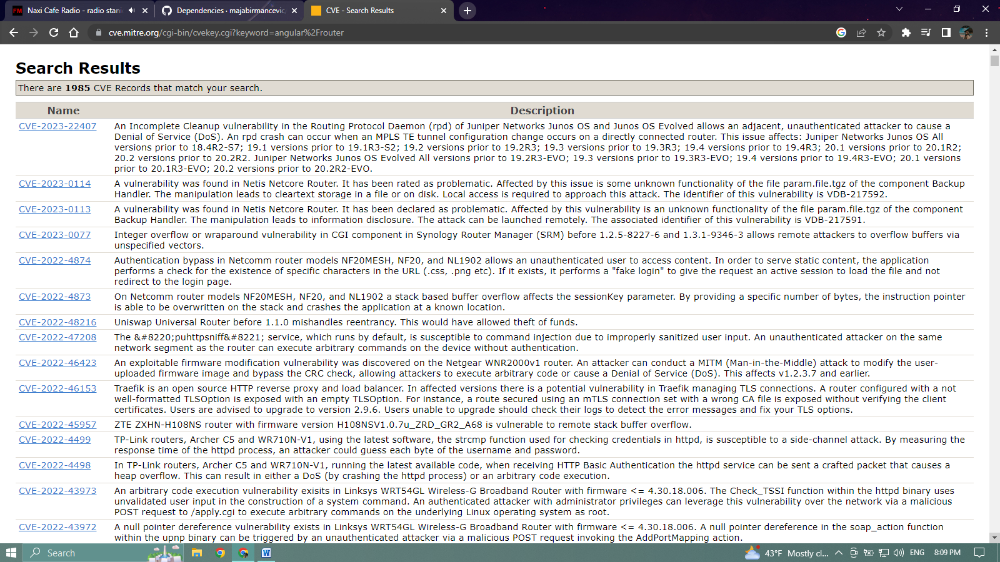 FM Naxi Cafe Radio - radio stani
Dependencies · majabirmancevic
CVE - Search Results
cve.mitre.org/cgi-bin/cvekey.cgi?keyword=angular%2Frouter
Search Results
There are 1985 CVE Records that match your search.
Name Description
CVE-2023-22407 An Incomplete Cleanup vulnerability in the Routing Protocol Daemon (rpd) of Juniper Networks Junos OS and Junos OS Evolved allows an adjacent, unauthenticated attacker to cause a
Denial of Service (DoS). An rpd crash can occur when an MPLS TE tunnel configuration change occurs on a directly connected router. This issue affects: Juniper Networks Junos OS All
versions prior to 18.4R2-S7; 19.1 versions prior to 19.1R3-S2; 19.2 versions prior to 19.2R3; 19.3 versions prior to 19.3R3; 19.4 versions prior to 19.4R3; 20.1 versions prior to 20.1R2;
20.2 versions prior to 20.2R2. Juniper Networks Junos OS Evolved All versions prior to 19.2R3-EVO; 19.3 versions prior to 19.3R3-EVO; 19.4 versions prior to 19.4R3-EVO; 20.1 versions
prior to 20.1R3-EVO; 20.2 versions prior to 20.2R2-EVO.
CVE-2023-0114 A vulnerability was found in Netis Netcore Router. It has been rated as problematic. Affected by this issue is some unknown functionality of the file param.file.tgz of the component Backup
Handler. The manipulation leads to cleartext storage in a file or on disk. Local access is required to approach this attack. The identifier of this vulnerability is VDB-217592.
CVE-2023-0113 A vulnerability was found in Netis Netcore Router. It has been declared as problematic. Affected by this vulnerability is an unknown functionality of the file param.file.tgz of the component
Backup Handler. The manipulation leads to information disclosure. The attack can be launched remotely. The associated identifier of this vulnerability is VDB-217591.
CVE-2023-0077 Integer overflow or wraparound vulnerability in CGI component in Synology Router Manager (SRM) before 1.2.5-8227-6 and 1.3.1-9346-3 allows remote attackers to overflow buffers via
unspecified vectors.
CVE-2022-4874 Authentication bypass in Netcomm router models NF20MESH, NF20, and NL1902 allows an unauthenticated user to access content. In order to serve static content, the application
performs a check for the existence of specific characters in the URL (.css, .png etc). If it exists, it performs a "fake login" to give the request an active session to load the file and not
redirect to the login page.
CVE-2022-4873 On Netcomm router models NF20MESH, NF20, and NL1902 a stack based buffer overflow affects the sessionKey parameter. By providing a specific number of bytes, the instruction pointer
is able to be overwritten on the stack and crashes the application at a known location.
CVE-2022-48216 Uniswap Universal Router before 1.1.0 mishandles reentrancy. This would have allowed theft of funds.
CVE-2022-47208 The &#8220;puhttpsniff&#8221; service, which runs by default, is susceptible to command injection due to improperly sanitized user input. An unauthenticated attacker on the same
network segment as the router can execute arbitrary commands on the device without authentication.
CVE-2022-46423 An exploitable firmware modification vulnerability was discovered on the Netgear WNR2000v1 router. An attacker can conduct a MITM (Man-in-the-Middle) attack to modify the user-
uploaded firmware image and bypass the CRC check, allowing attackers to execute arbitrary code or cause a Denial of Service (DoS). This affects v1.2.3.7 and earlier.
CVE-2022-46153 Traefik is an open source HTTP reverse proxy and load balancer. In affected versions there is a potential vulnerability in Traefik managing TLS connections. A router configured with a not
well-formatted TLSOption is exposed with an empty TLSOption. For instance, a route secured using an mTLS connection set with a wrong CA file is exposed without verifying the client
certificates. Users are advised to upgrade to version 2.9.6. Users unable to upgrade should check their logs to detect the error messages and fix your TLS options.
CVE-2022-45957 ZTE ZXHN-H108NS router with firmware version H108NSV1.0.7u_ZRD_GR2_A68 is vulnerable to remote stack buffer overflow.
CVE-2022-4499 TP-Link routers, Archer C5 and WR710N-V1, using the latest software, the strcmp function used for checking credentials in httpd, is susceptible to a side-channel attack. By measuring the
response time of the httpd process, an attacker could guess each byte of the username and password.
CVE-2022-4498 In TP-Link routers, Archer C5 and WR710N-V1, running the latest available code, when receiving HTTP Basic Authentication the httpd service can be sent a crafted packet that causes a
heap overflow. This can result in either a DoS (by crashing the httpd process) or an arbitrary code execution.
CVE-2022-43973 An arbitrary code execution vulnerability exisits in Linksys WRT54GL Wireless-G Broadband Router with firmware <= 4.30.18.006. The Check_TSSI function within the httpd binary uses
unvalidated user input in the construction of a system command. An authenticated attacker with administrator privileges can leverage this vulnerability over the network via a malicious
POST request to /apply.cgi to execute arbitrary commands on the underlying Linux operating system as root.
CVE-2022-43972 A null pointer dereference vulnerability exists in Linksys WRT54GL Wireless-G Broadband Router with firmware <= 4.30.18.006. A null pointer dereference in the soap_action function
within the upnp binary can be triggered by an unauthenticated attacker via a malicious POST request invoking the AddPortMapping action.
Search 43°F Mostly cl... ENG 8:09 PM